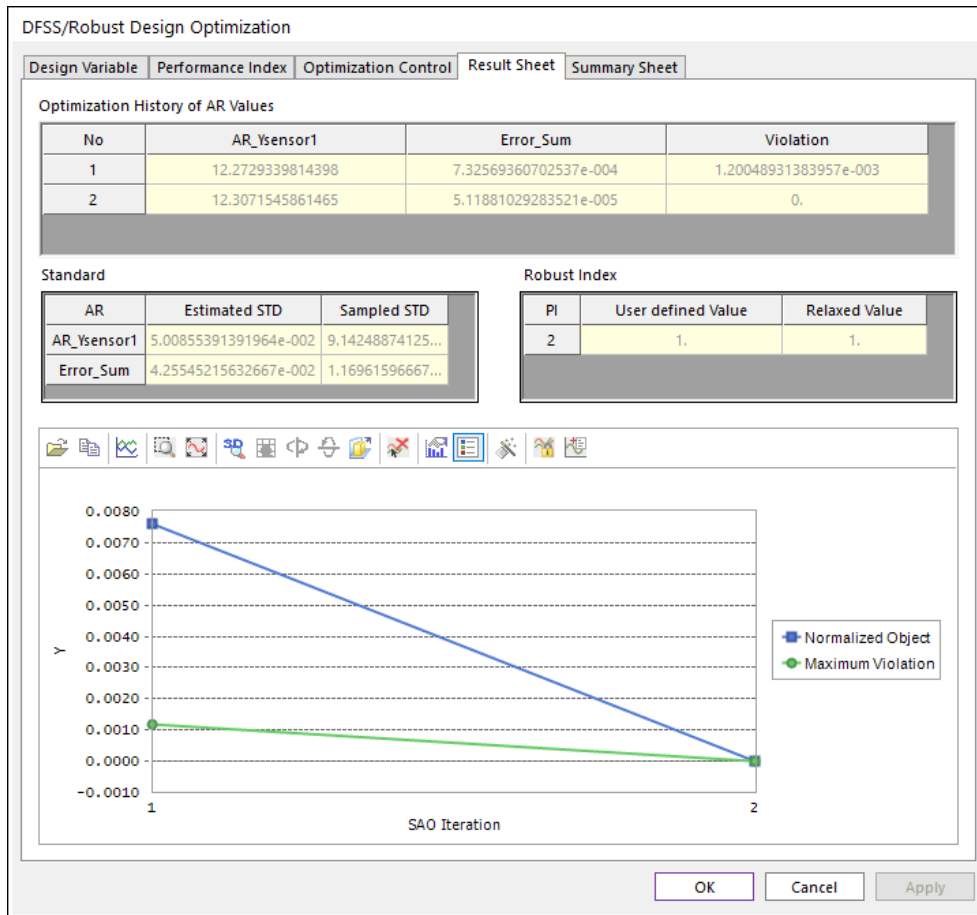 DFSS/Robust Design Optimization
Design Variable Performance Index Optimization Control Result Sheet Summary Sheet
Optimization History of AR Values
No AR_Ysensor1 Error_Sum Violation
1 12.2729339814398 7.32569360702537e-004 1.20048931383957e-003
2 12.3071545861465 5.11881029283521e-005 0.
Standard
AR Estimated STD Sampled STD
AR_Ysensor1 5.00855391391964e-002 9.14248874125...
Error_Sum 4.25545215632667e-002 1.16961596667...
Robust Index
PI User defined Value Relaxed Value
2 1. 1.
3D
0.0080
0.0070
0.0060
0.0050
0.0040
0.0030
0.0020
0.0010
0.0000
-0.0010
Y
1 2
SAO Iteration
Normalized Object
Maximum Violation
OK Cancel Apply